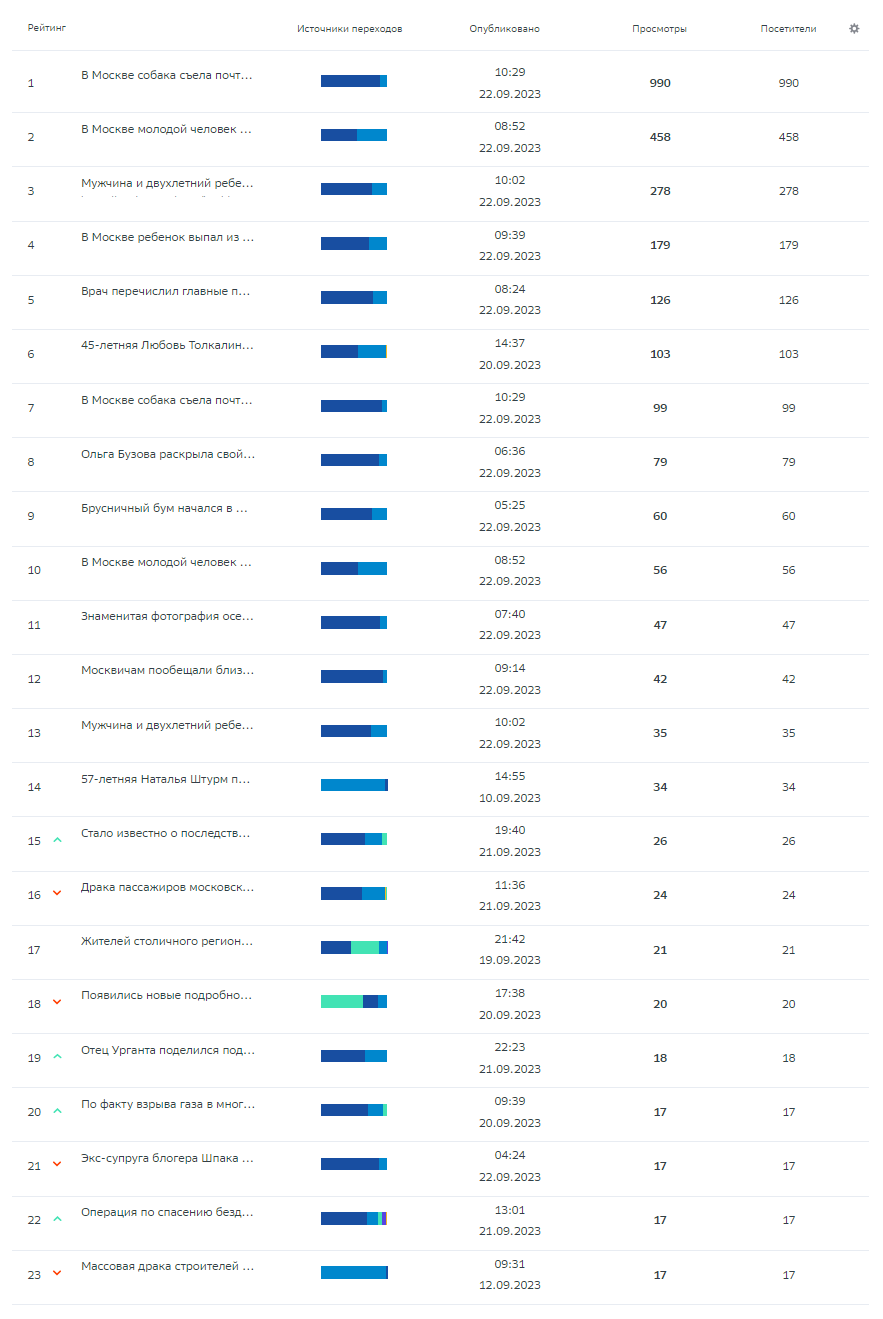 Рейтинг Источники переходов Опубликовано Просмотры Посетители
1 В Москве собака съела почт... 10:29 990 990
22.09.2023
2 В Москве молодой человек ... 08:52 458 458
22.09.2023
3 Мужчина и двухлетний ребе... 10:02 278 278
22.09.2023
4 В Москве ребенок выпал из ... 09:39 179 179
22.09.2023
5 Врач перечислил главные п... 08:24 126 126
22.09.2023
6 45-летняя Любовь Толкалин... 14:37 103 103
20.09.2023
7 В Москве собака съела почт... 10:29 99 99
22.09.2023
8 Ольга Бузова раскрыла свой... 06:36 79 79
22.09.2023
9 Брусничный бум начался в ... 05:25 60 60
22.09.2023
10 В Москве молодой человек ... 08:52 56 56
22.09.2023
11 Знаменитая фотография осе... 07:40 47 47
22.09.2023
12 Москвичам пообещали близ... 09:14 42 42
22.09.2023
13 Мужчина и двухлетний ребе... 10:02 35 35
22.09.2023
14 57-летняя Наталья Штурм п... 14:55 34 34
10.09.2023
15 Стало известно о последств... 19:40 26 26
21.09.2023
16 Драка пассажиров московск... 11:36 24 24
21.09.2023
17 Жителей столичного регион... 21:42 21 21
19.09.2023
18 Появились новые подробно... 17:38 20 20
20.09.2023
19 Отец Урганта поделился под... 22:23 18 18
21.09.2023
20 По факту взрыва газа в мног... 09:39 17 17
20.09.2023
21 Экс-супруга блогера Шпака ... 04:24 17 17
22.09.2023
22 Операция по спасению безд... 13:01 17 17
21.09.2023
23 Массовая драка строителей ... 09:31 17 17
12.09.2023